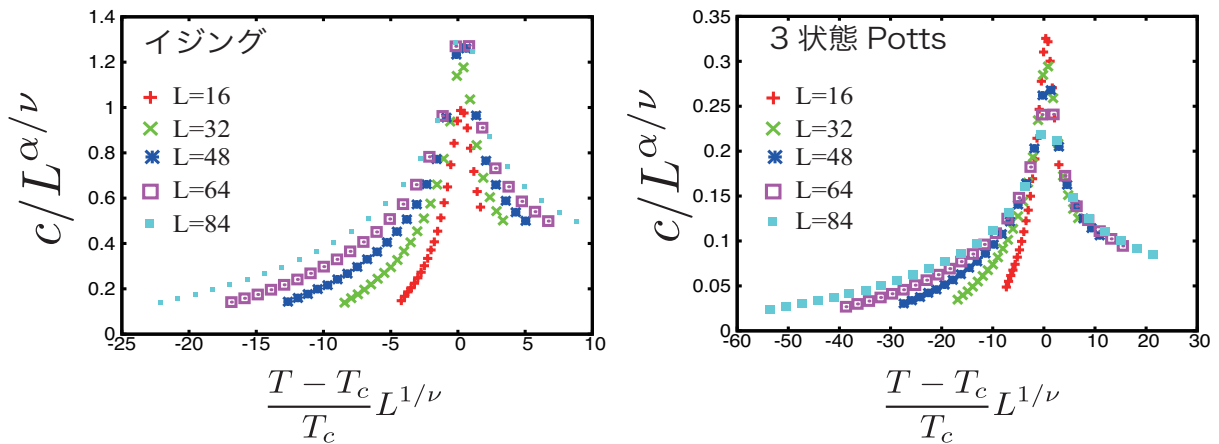 イジング
1.4
1.2
1
0.8
0.6
0.4
0.2
0
L=16
L=32
L=48
L=64
L=84
-25 -20 -15 -10 -5 0 5 10
c/L^{α/ν}
\frac{T − T_c}{T_c} L^{1/ν}
3 状態 Potts
0.35
0.3
0.25
0.2
0.15
0.1
0.05
0
L=16
L=32
L=48
L=64
L=84
-60 -50 -40 -30 -20 -10 0 10 20 30
c/L^{α/ν}
\frac{T − T_c}{T_c} L^{1/ν}